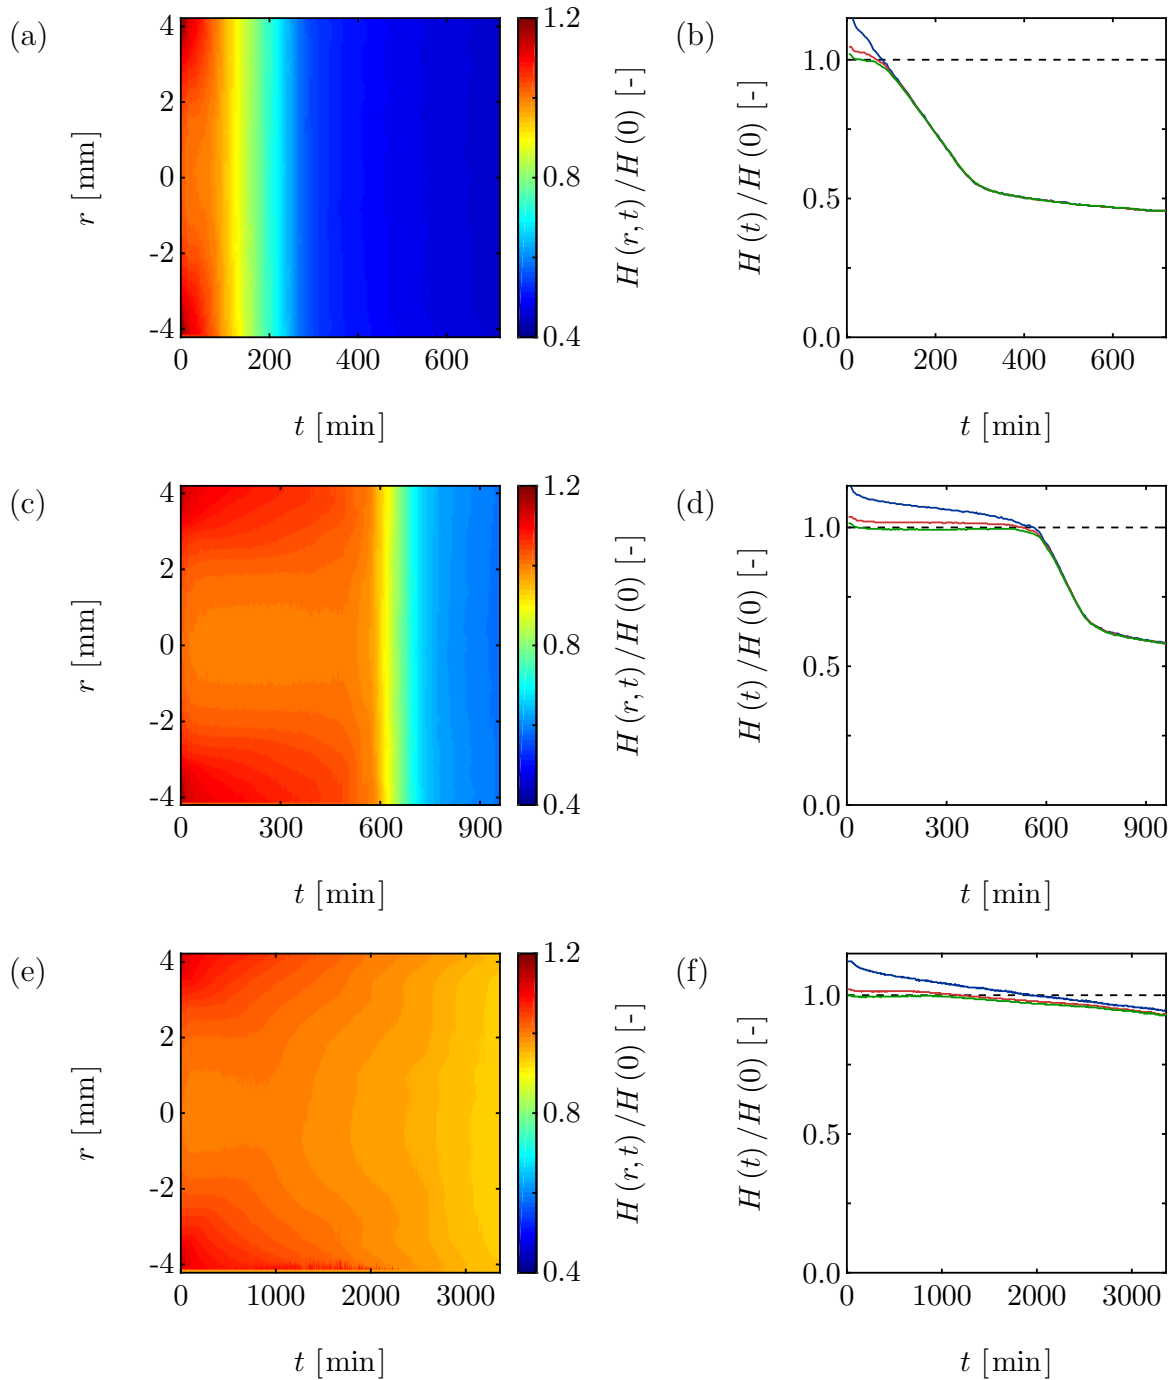 (a)
4
2
0
-2
-4
r [mm]
0 200 400 600
t [min]
1.2
0.8
0.4
H (r, t) /H (0) [-]
(b)
1.0
0.5
0.0
H (t) /H (0) [-]
0 200 400 600
t [min]
(c)
4
2
0
-2
-4
r [mm]
0 300 600 900
t [min]
1.2
0.8
0.4
H (r, t) /H (0) [-]
(d)
1.0
0.5
0.0
H (t) /H (0) [-]
0 300 600 900
t [min]
(e)
4
2
0
-2
-4
r [mm]
0 1000 2000 3000
t [min]
1.2
0.8
0.4
H (r, t) /H (0) [-]
(f)
1.0
0.5
0.0
H (t) /H (0) [-]
0 1000 2000 3000
t [min]